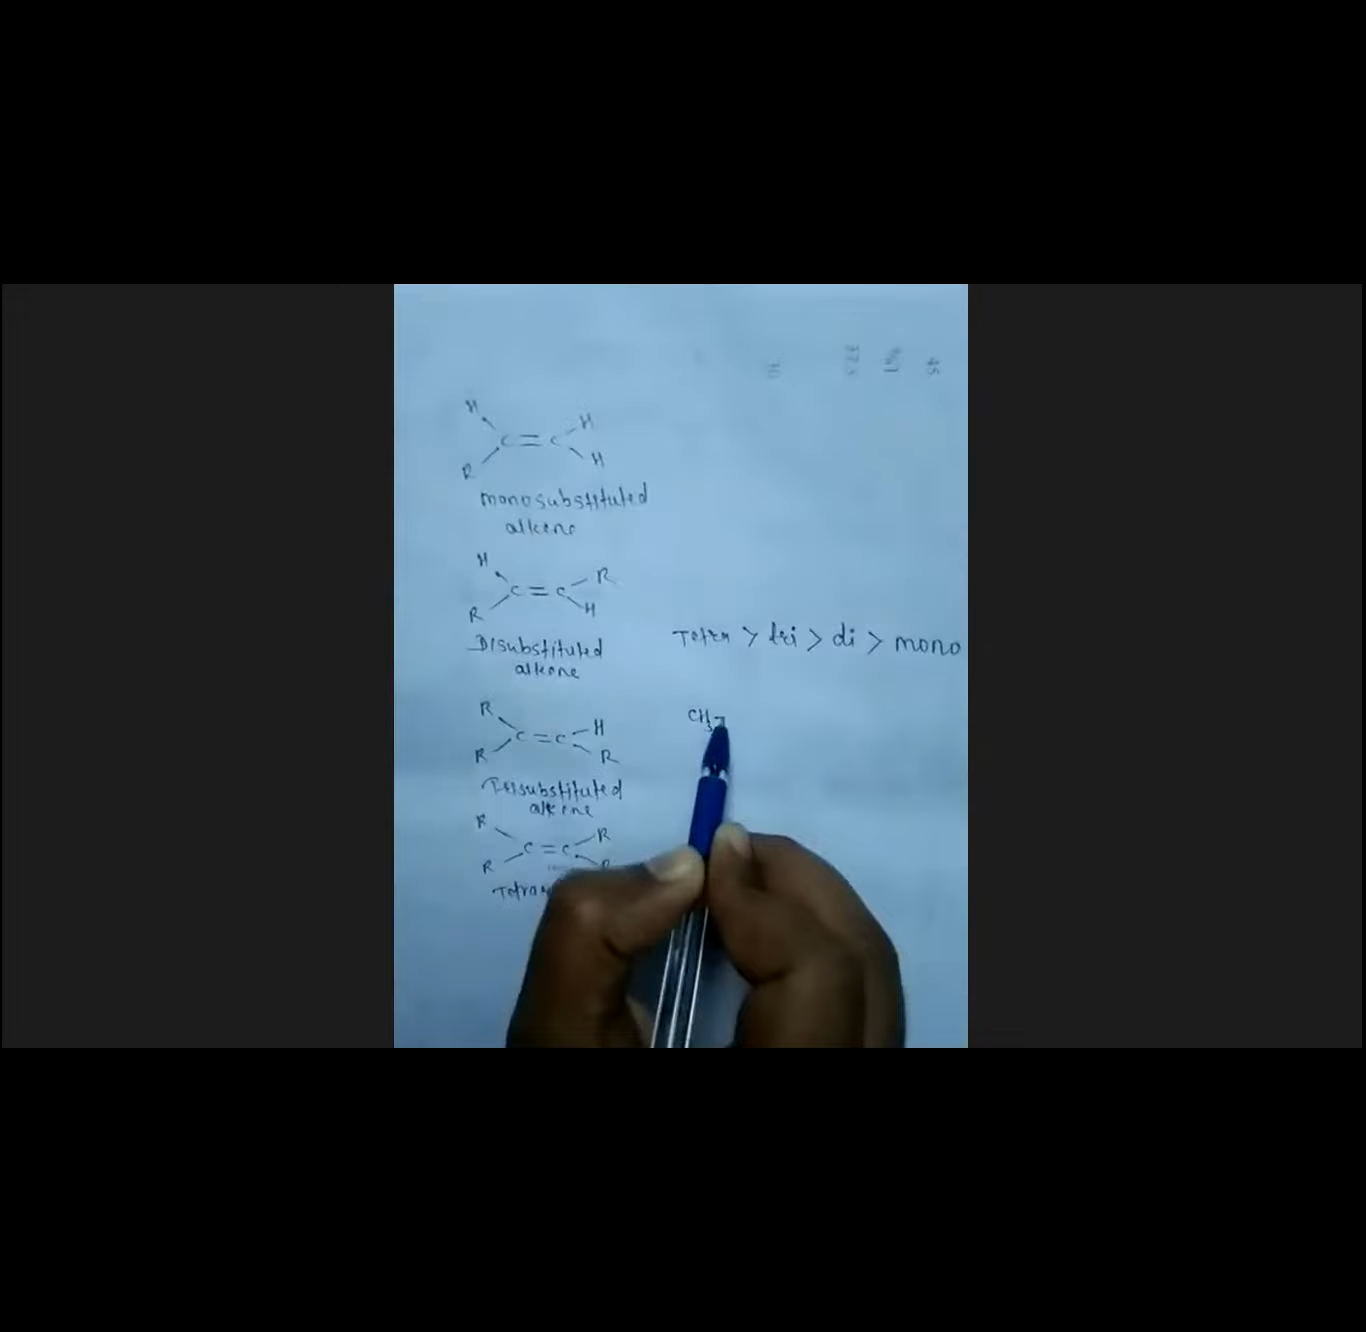 H H
C = C
R H
monosubstituted
alkene
H R
C = C
R H
Disubstituted
alkene
Tetra > tri > di > mono
R H
C = C
R R
CH3-
Trisubstituted
alkene
R R
C = C
R R